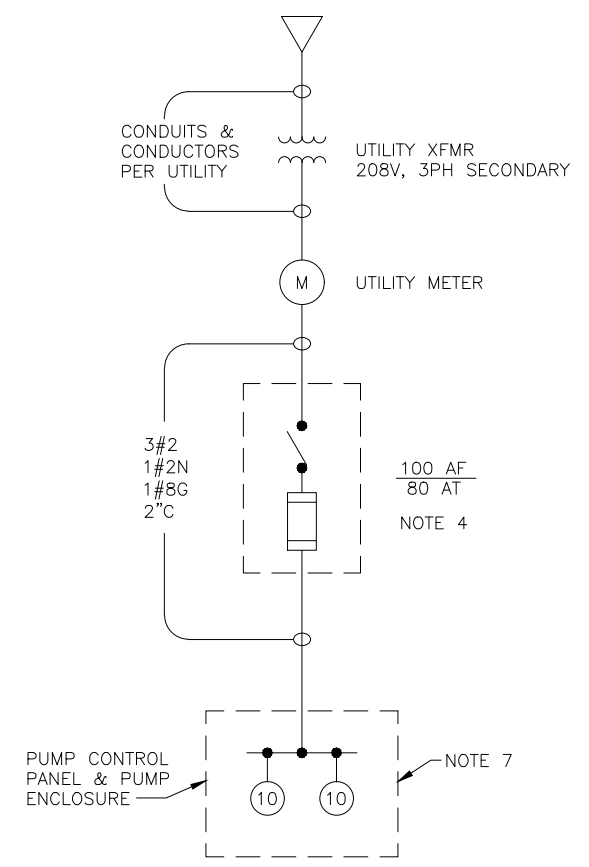 CONDUITS &
CONDUCTORS
PER UTILITY
UTILITY XFMR
208V, 3PH SECONDARY
M
UTILITY METER
3#2
1#2N
1#8G
2"C
100 AF
80 AT
NOTE 4
PUMP CONTROL
PANEL & PUMP
ENCLOSURE
10
10
NOTE 7